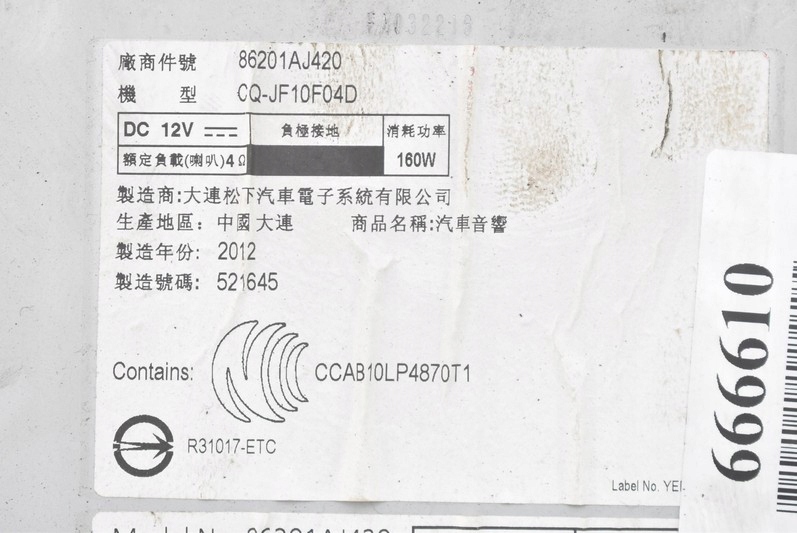 廠商件號 86201AJ420
機型 CQ-JF10F04D
DC 12V 負極接地 消耗功率
額定負載(喇叭)4Ω 160W
製造商:大連松下汽車電子系統有限公司
生產地區: 中國大連 商品名稱:汽車音響
製造年份: 2012
製造號碼: 521645
Contains: CCAB10LP4870T1
R31017-ETC
Label No. YE
666610